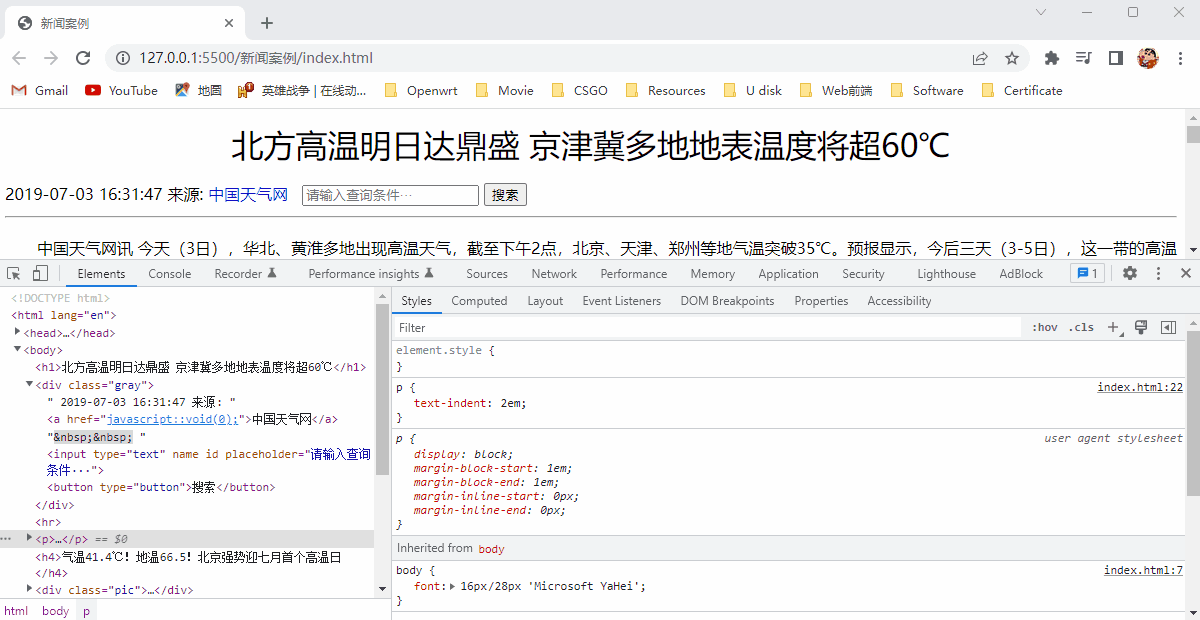 新闻案例
127.0.0.1:5500/新闻案例/index.html
Gmail YouTube 地图 英雄战争 | 在线动... Openwrt Movie CSGO Resources U disk Web前端 Software Certificate
北方高温明日达鼎盛 京津冀多地地表温度将超60℃
2019-07-03 16:31:47 来源: 中国天气网 请输入查询条件··· 搜索
中国天气网讯 今天（3日），华北、黄淮多地出现高温天气，截至下午2点，北京、天津、郑州等地气温突破35℃。预报显示，今后三天（3-5日），这一带的高温
Elements Console Recorder Performance insights Sources Network Performance Memory Application Security Lighthouse AdBlock 1
<!DOCTYPE html>
<html lang="en">
<head>…</head>
<body>
<h1>北方高温明日达鼎盛 京津冀多地地表温度将超60℃</h1>
<div class="gray">
" 2019-07-03 16:31:47 来源: "
<a href="javascript::void(0);">中国天气网</a>
"&nbsp;&nbsp; "
<input type="text" name id placeholder="请输入查询
条件···">
<button type="button">搜索</button>
</div>
<hr>
··· <p>…</p> == $0
<h4>气温41.4℃！地温66.5！北京强势迎七月首个高温日
</h4>
<div class="pic">…</div>
html body p
Styles Computed Layout Event Listeners DOM Breakpoints Properties Accessibility
Filter :hov .cls
element.style {
}
p { index.html:22
text-indent: 2em;
}
p { user agent stylesheet
display: block;
margin-block-start: 1em;
margin-block-end: 1em;
margin-inline-start: 0px;
margin-inline-end: 0px;
}
Inherited from body
body { index.html:7
font: 16px/28px 'Microsoft YaHei';
}